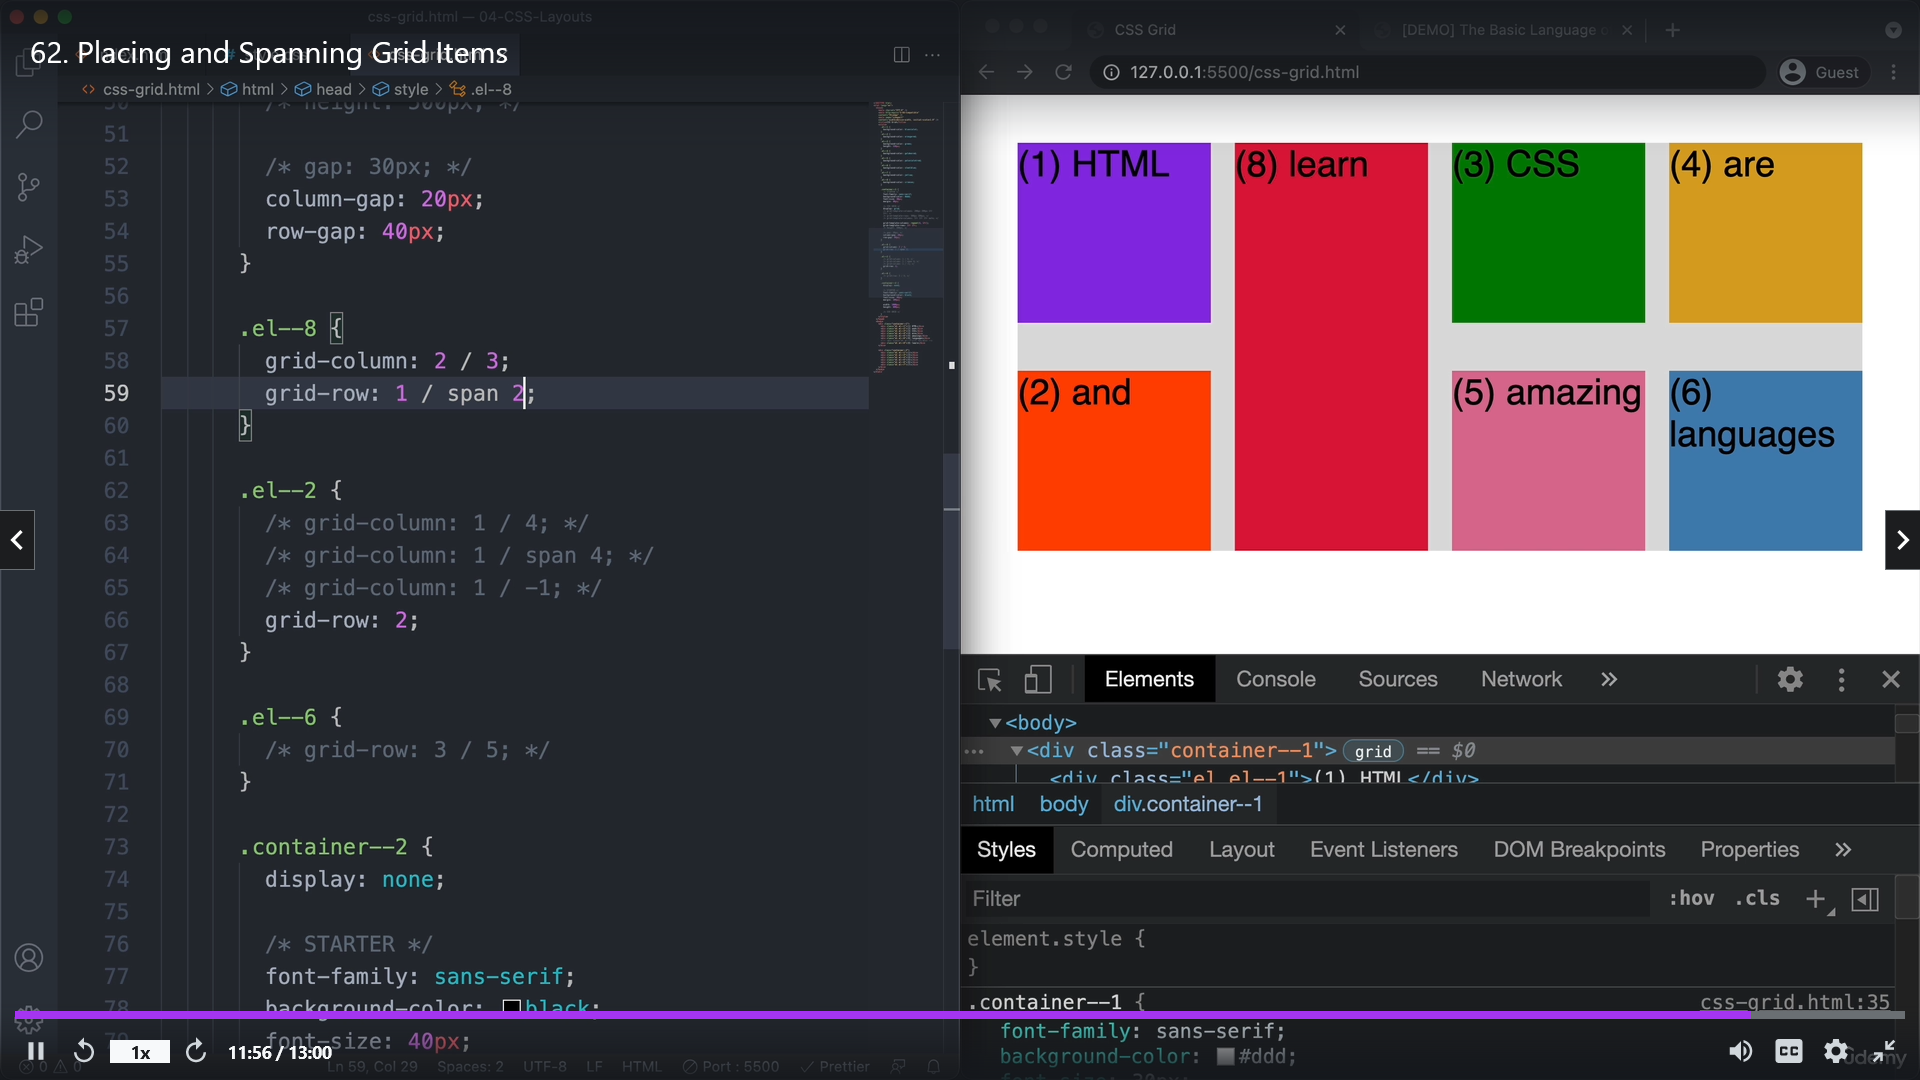 css-grid.html — 04-CSS-Layouts
62. Placing and Spanning Grid Items
css-grid.html > html > head > style > .el--8
50 /* height: 500px; */
51
52 /* gap: 30px; */
53 column-gap: 20px;
54 row-gap: 40px;
55 }
56
57 .el--8 {
58 grid-column: 2 / 3;
59 grid-row: 1 / span 2;
60 }
61
62 .el--2 {
63 /* grid-column: 1 / 4; */
64 /* grid-column: 1 / span 4; */
65 /* grid-column: 1 / -1; */
66 grid-row: 2;
67 }
68
69 .el--6 {
70 /* grid-row: 3 / 5; */
71 }
72
73 .container--2 {
74 display: none;
75
76 /* STARTER */
77 font-family: sans-serif;
78 background-color: black;
79 font-size: 40px;
1x 11:56 / 13:00
0 0 Ln 59, Col 29 Spaces: 2 UTF-8 LF HTML Port : 5500 Prettier
CSS Grid
[DEMO] The Basic Language o
127.0.0.1:5500/css-grid.html
Guest
(1) HTML
(8) learn
(3) CSS
(4) are
(2) and
(5) amazing
(6)
languages
Elements Console Sources Network
<body>
<div class="container--1"> grid == $0
<div class="el el--1">(1) HTML</div>
html body div.container--1
Styles Computed Layout Event Listeners DOM Breakpoints Properties
Filter :hov .cls
element.style {
}
.container--1 { css-grid.html:35
font-family: sans-serif;
background-color: #ddd;
font-size: 30px;
CC
udemy